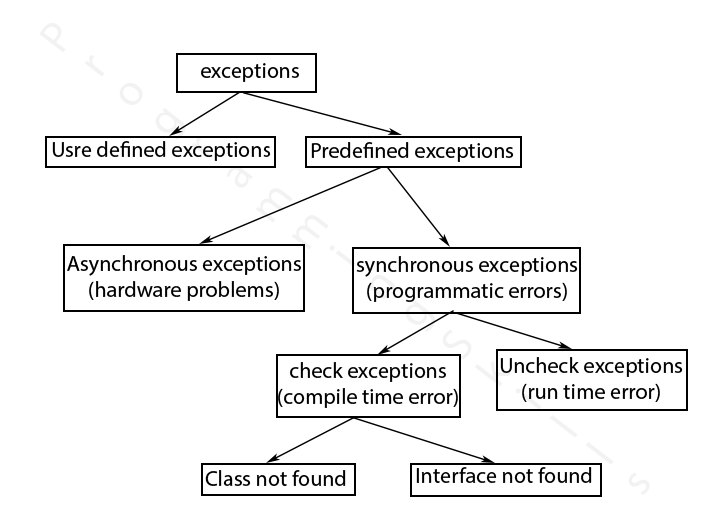 exceptions
Usre defined exceptions
Predefined exceptions
Asynchronous exceptions
(hardware problems)
synchronous exceptions
(programmatic errors)
check exceptions
(compile time error)
Uncheck exceptions
(run time error)
Class not found
Interface not found